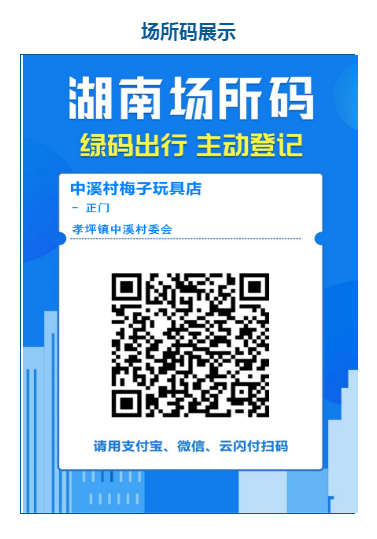 场所码展示
湖南场所码
绿码出行 主动登记
中溪村梅子玩具店
- 正门
孝坪镇中溪村委会
请用支付宝、微信、云闪付扫码